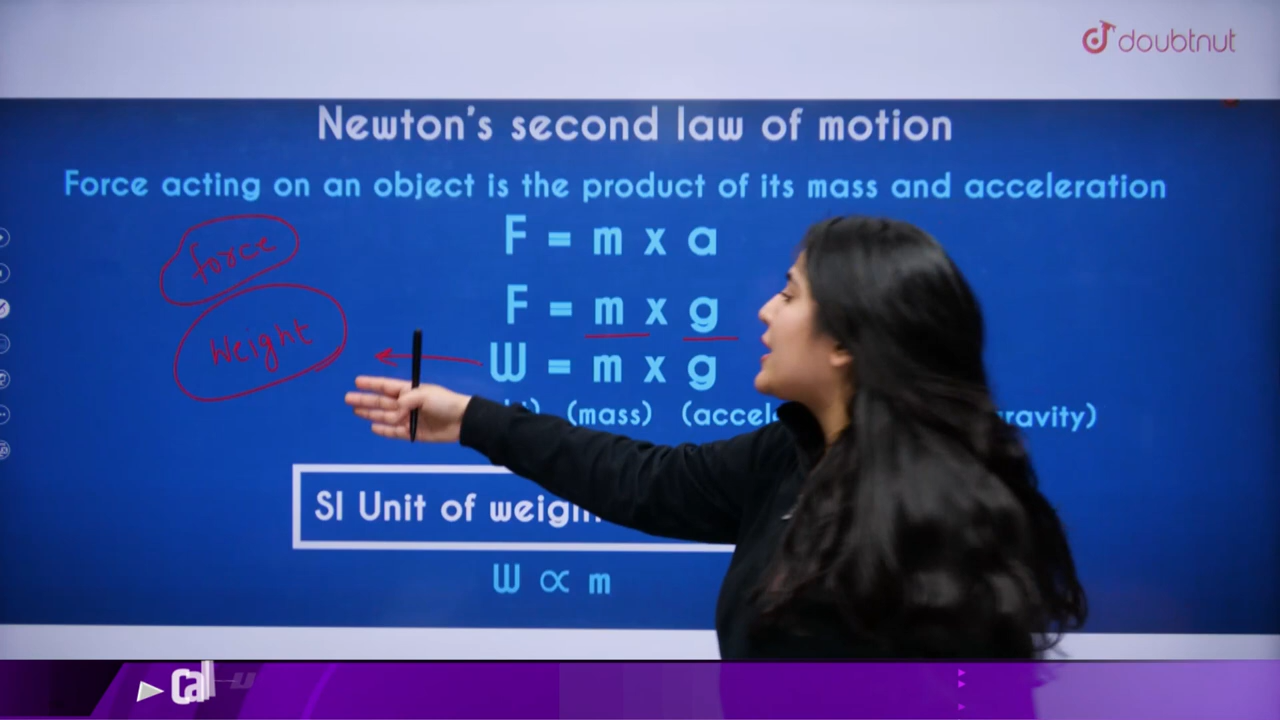 doubtnut
Newton's second law of motion
Force acting on an object is the product of its mass and acceleration
F = m x a
force
F = m x g
Weight
W = m x g
(mass)
SI Unit of
W ∝ m